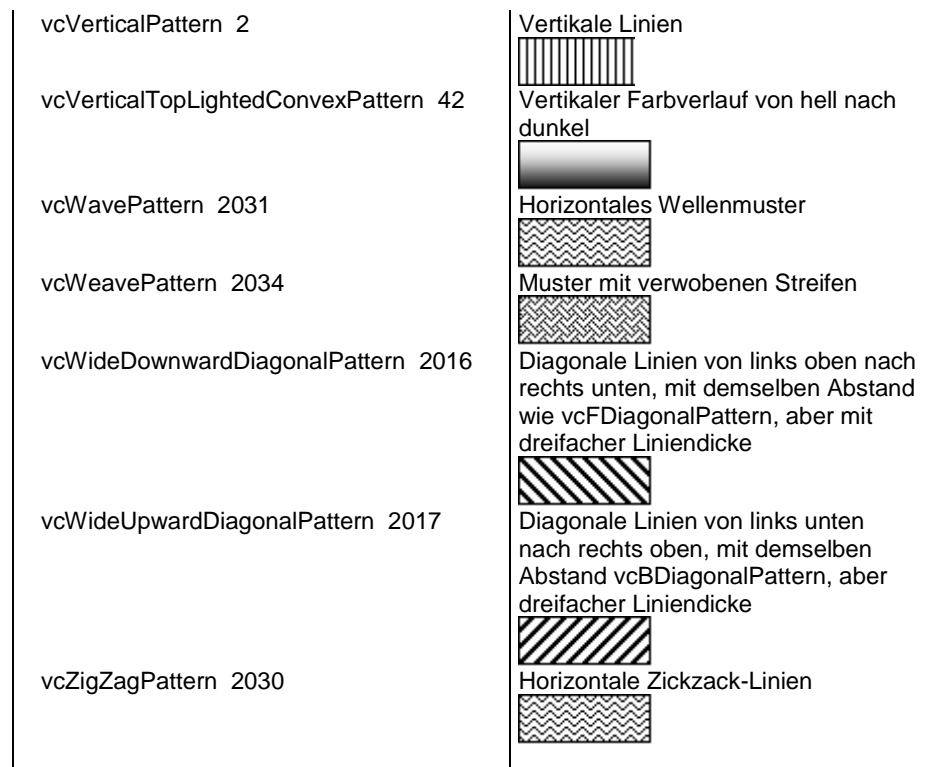 vcVerticalPattern 2
Vertikale Linien
vcVerticalTopLightedConvexPattern 42
Vertikaler Farbverlauf von hell nach
dunkel
vcWavePattern 2031
Horizontales Wellenmuster
vcWeavePattern 2034
Muster mit verwobenen Streifen
vcWideDownwardDiagonalPattern 2016
Diagonale Linien von links oben nach
rechts unten, mit demselben Abstand
wie vcFDiagonalPattern, aber mit
dreifacher Liniendicke
vcWideUpwardDiagonalPattern 2017
Diagonale Linien von links unten
nach rechts oben, mit demselben
Abstand vcBDiagonalPattern, aber
dreifacher Liniendicke
vcZigZagPattern 2030
Horizontale Zickzack-Linien